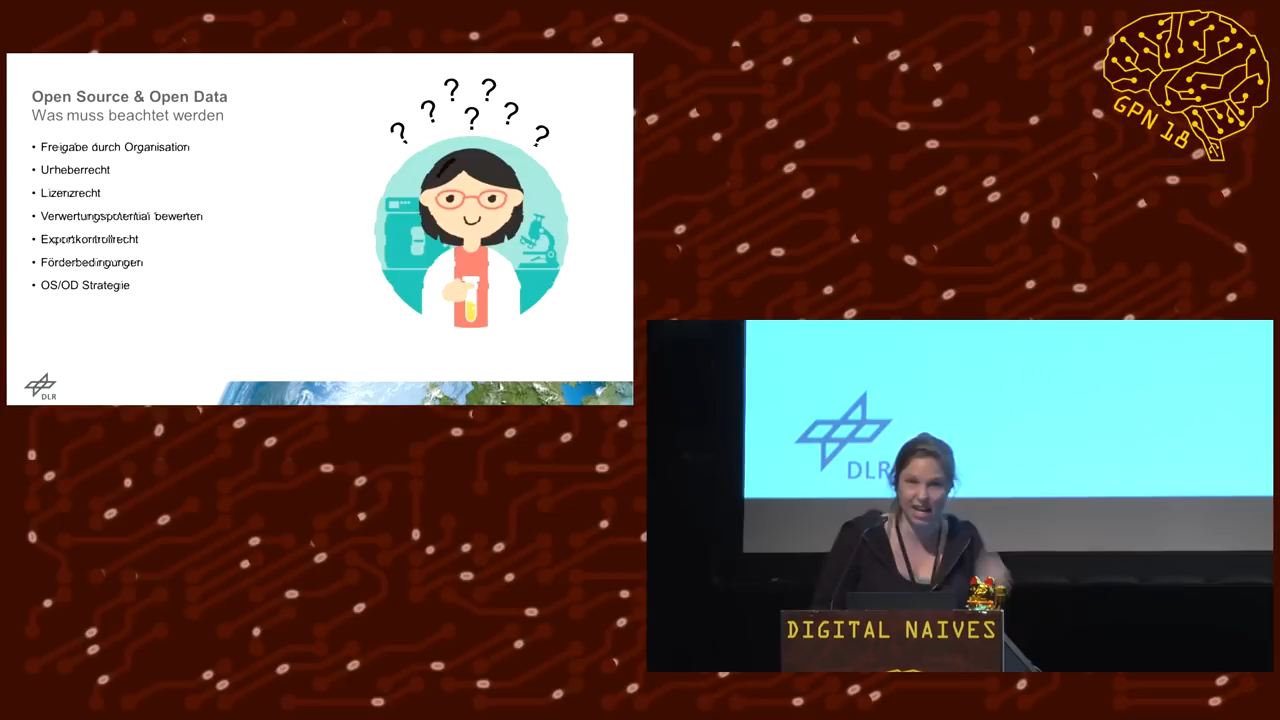 Open Source & Open Data
Was muss beachtet werden
• Freigabe durch Organisation
• Urheberrecht
• Lizenzrecht
• Verwertungspotential bewerten
• Exportkontrollrecht
• Förderbedingungen
• OS/OD Strategie
? ? ? ? ? ? ?
DLR
GPN 18
DLR
DIGITAL NAIVES